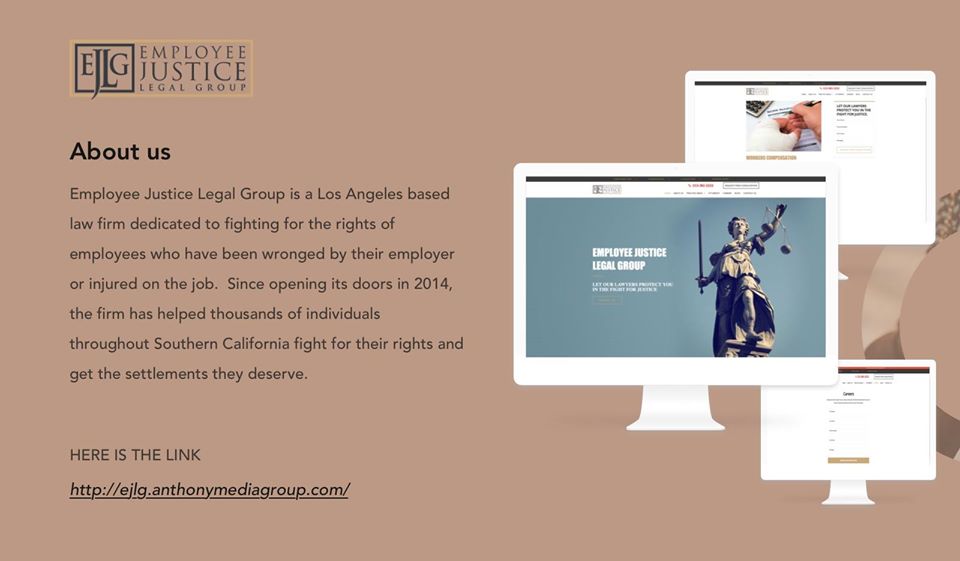 EJLG EMPLOYEE
JUSTICE
LEGAL GROUP
About us
Employee Justice Legal Group is a Los Angeles based
law firm dedicated to fighting for the rights of
employees who have been wronged by their employer
or injured on the job.  Since opening its doors in 2014,
the firm has helped thousands of individuals
throughout Southern California fight for their rights and
get the settlements they deserve.
HERE IS THE LINK
http://ejlg.anthonymediagroup.com/
LET OUR LAWYERS
PROTECT YOU IN THE
FIGHT FOR JUSTICE.
WORKERS COMPENSATION
EMPLOYEE JUSTICE
LEGAL GROUP
LET OUR LAWYERS PROTECT YOU
IN THE FIGHT FOR JUSTICE
Careers